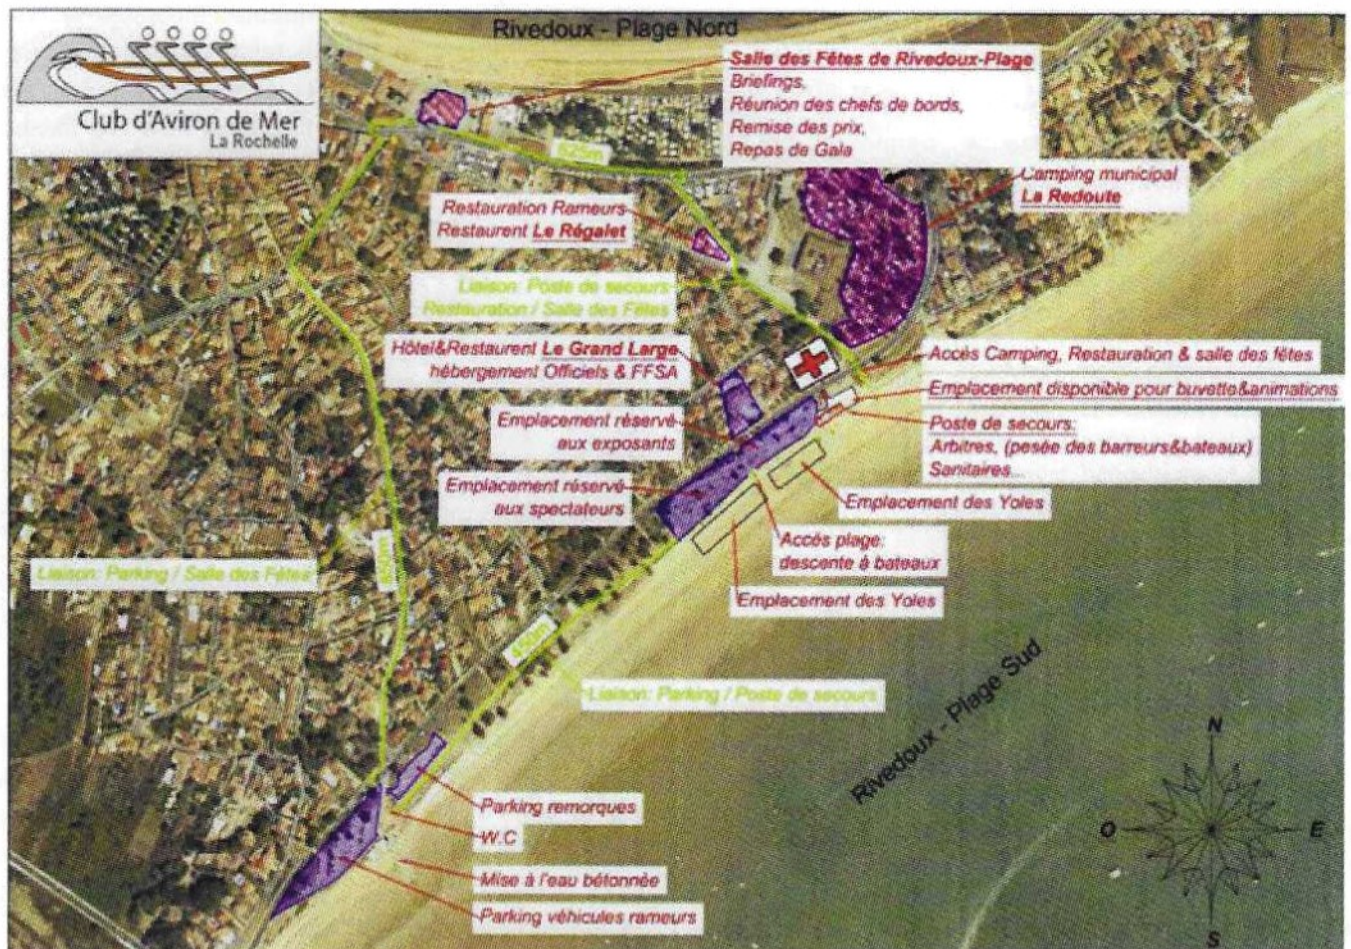 Rivedoux - Plage Nord
Club d'Aviron de Mer
La Rochelle
Salle des Fêtes de Rivedoux-Plage
Briefings,
Réunion des chefs de bords,
Remise des prix,
Repas de Gala
Camping municipal
La Redoute
Restauration Rameurs
Restaurent Le Régalet
Liaison: Poste de secours
Restauration / Salle des Fêtes
Hôtel&Restaurent Le Grand Large
hébergement Officiels & FFSA
Accès Camping, Restauration & salle des fêtes
Emplacement disponible pour buvette&animations
Poste de secours:
Arbitres, (pesée des barreurs&bateaux)
Sanitaires...
Emplacement réservé
aux exposants
Emplacement réservé
aux spectateurs
Emplacement des Yoles
Accés plage:
descente à bateaux
Emplacement des Yoles
Liaison: Parking / Salle des Fêtes
450m
Liaison: Parking / Poste de secours
Rivedoux - Plage Sud
Parking remorques
W.C
Mise à l'eau bétonnée
Parking véhicules rameurs
N
O
E
S